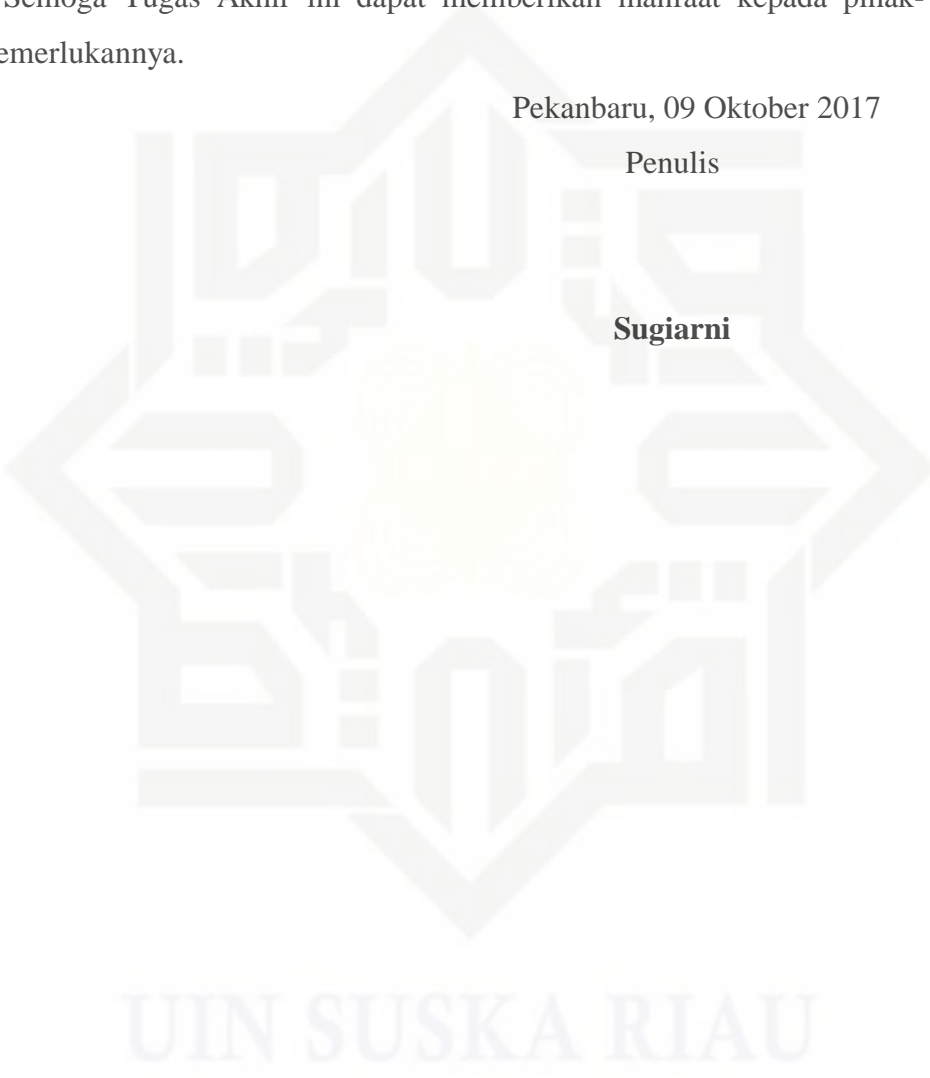 Semoga Tugas Akhir ini dapat memberikan manfaat kepada pihak-
emerlukannya.
Pekanbaru, 09 Oktober 2017
Penulis
Sugiarni
UIN SUSKA RIAU